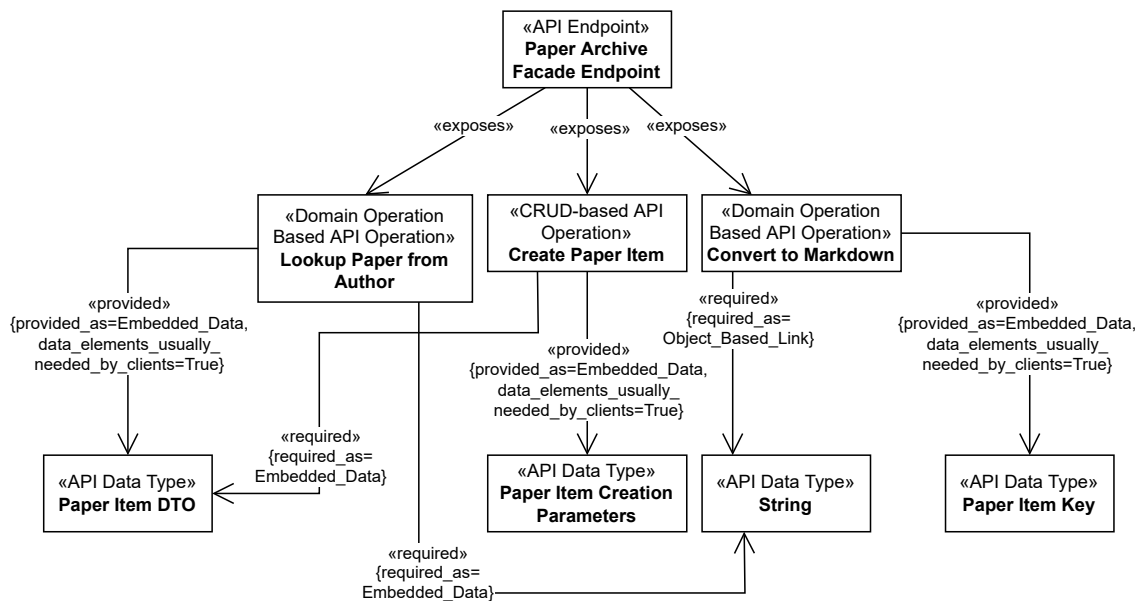 «API Endpoint»
Paper Archive
Facade Endpoint
«exposes»
«exposes»
«exposes»
«Domain Operation
Based API Operation»
Lookup Paper from
Author
«CRUD-based API
Operation»
Create Paper Item
«Domain Operation
Based API Operation»
Convert to Markdown
«provided»
{provided_as=Embedded_Data,
data_elements_usually_
needed_by_clients=True}
«required»
{required_as=
Embedded_Data}
«provided»
{provided_as=Embedded_Data,
data_elements_usually_
needed_by_clients=True}
«required»
{required_as=
Object_Based_Link}
«provided»
{provided_as=Embedded_Data,
data_elements_usually_
needed_by_clients=True}
«API Data Type»
Paper Item DTO
«API Data Type»
Paper Item Creation
Parameters
«API Data Type»
String
«API Data Type»
Paper Item Key
«required»
{required_as=
Embedded_Data}